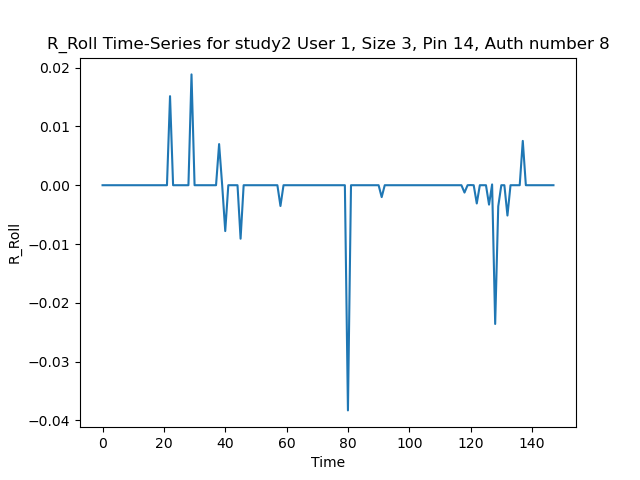 R_Roll Time-Series for study2 User 1, Size 3, Pin 14, Auth number 8
0.02
0.01
0.00
−0.01
−0.02
−0.03
−0.04
R_Roll
0 20 40 60 80 100 120 140
Time